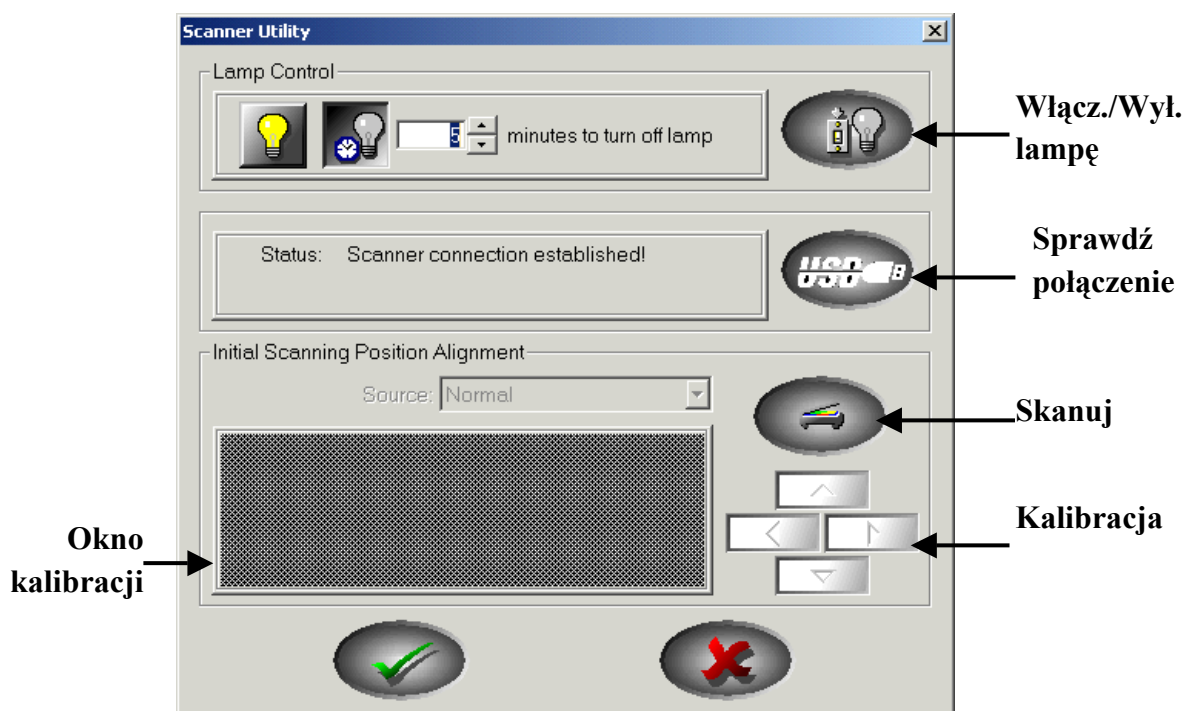 Scanner Utility
Lamp Control
5 minutes to turn off lamp
Włącz./Wył.
lampę
Status: Scanner connection established!
USB
Sprawdź
połączenie
Initial Scanning Position Alignment
Source: Normal
Skanuj
Kalibracja
Okno
kalibracji